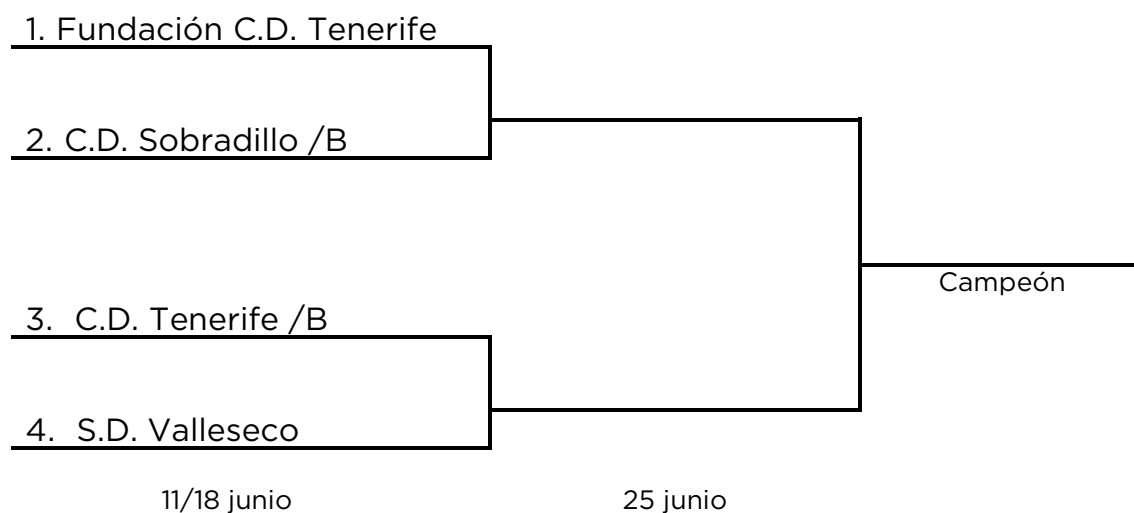 1. Fundación C.D. Tenerife
2. C.D. Sobradillo /B
Campeón
3. C.D. Tenerife /B
4. S.D. Valleseco
11/18 junio
25 junio